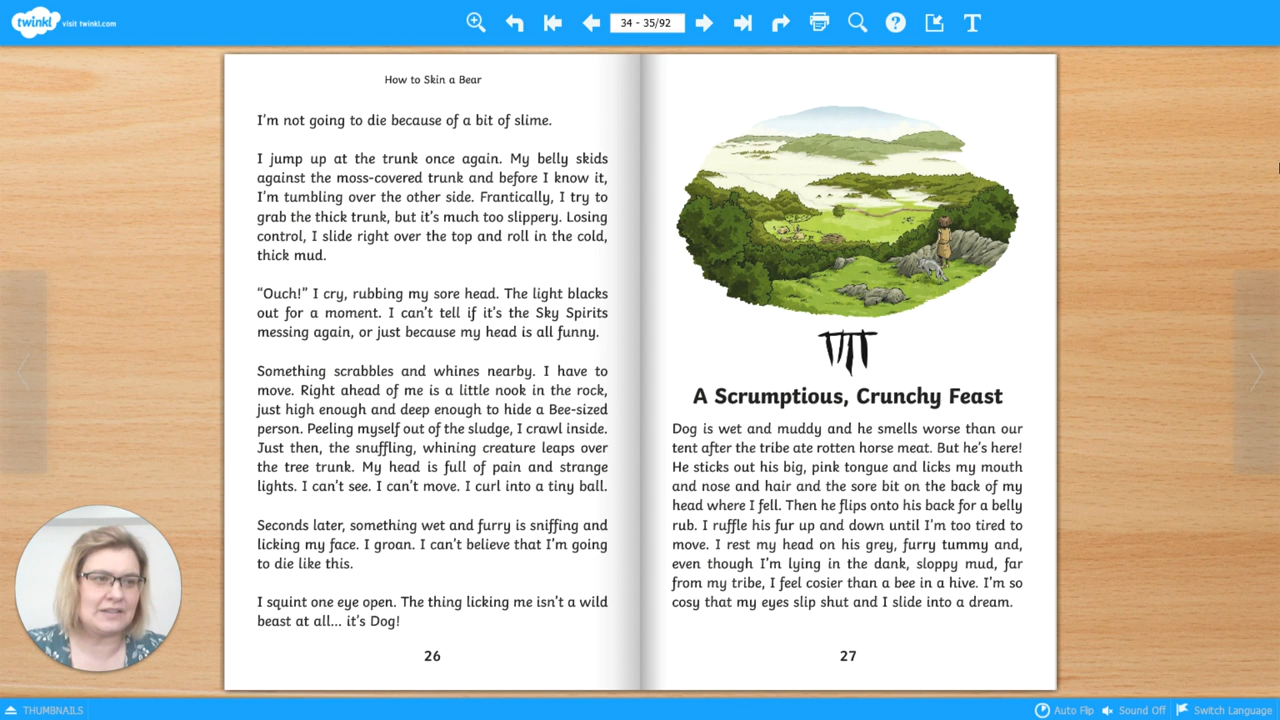 twinkl visit twinkl.com
34 - 35/92
How to Skin a Bear
I'm not going to die because of a bit of slime.
I jump up at the trunk once again. My belly skids
against the moss-covered trunk and before I know it,
I'm tumbling over the other side. Frantically, I try to
grab the thick trunk, but it's much too slippery. Losing
control, I slide right over the top and roll in the cold,
thick mud.
“Ouch!” I cry, rubbing my sore head. The light blacks
out for a moment. I can't tell if it's the Sky Spirits
messing again, or just because my head is all funny.
Something scrabbles and whines nearby. I have to
move. Right ahead of me is a little nook in the rock,
just high enough and deep enough to hide a Bee-sized
person. Peeling myself out of the sludge, I crawl inside.
Just then, the snuffling, whining creature leaps over
the tree trunk. My head is full of pain and strange
lights. I can't see. I can't move. I curl into a tiny ball.
Seconds later, something wet and furry is sniffing and
licking my face. I groan. I can't believe that I'm going
to die like this.
I squint one eye open. The thing licking me isn't a wild
beast at all... it's Dog!
26
A Scrumptious, Crunchy Feast
Dog is wet and muddy and he smells worse than our
tent after the tribe ate rotten horse meat. But he's here!
He sticks out his big, pink tongue and licks my mouth
and nose and hair and the sore bit on the back of my
head where I fell. Then he flips onto his back for a belly
rub. I ruffle his fur up and down until I'm too tired to
move. I rest my head on his grey, furry tummy and,
even though I'm lying in the dank, sloppy mud, far
from my tribe, I feel cosier than a bee in a hive. I'm so
cosy that my eyes slip shut and I slide into a dream.
27
THUMBNAILS
Auto Flip Sound Off Switch Language